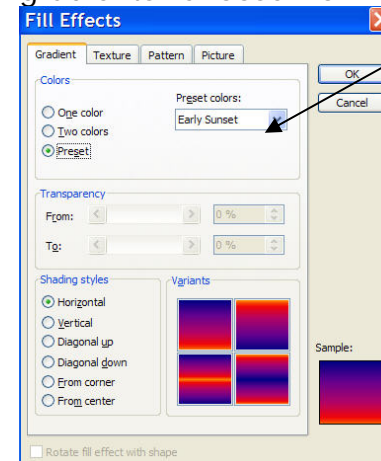 Fill Effects
Gradient Texture Pattern Picture
Colors
One color
Two colors
Preset
Preset colors:
Early Sunset
OK
Cancel
Transparency
From: 0 %
To: 0 %
Shading styles
Horizontal
Vertical
Diagonal up
Diagonal down
From corner
From center
Variants
Sample:
Rotate fill effect with shape